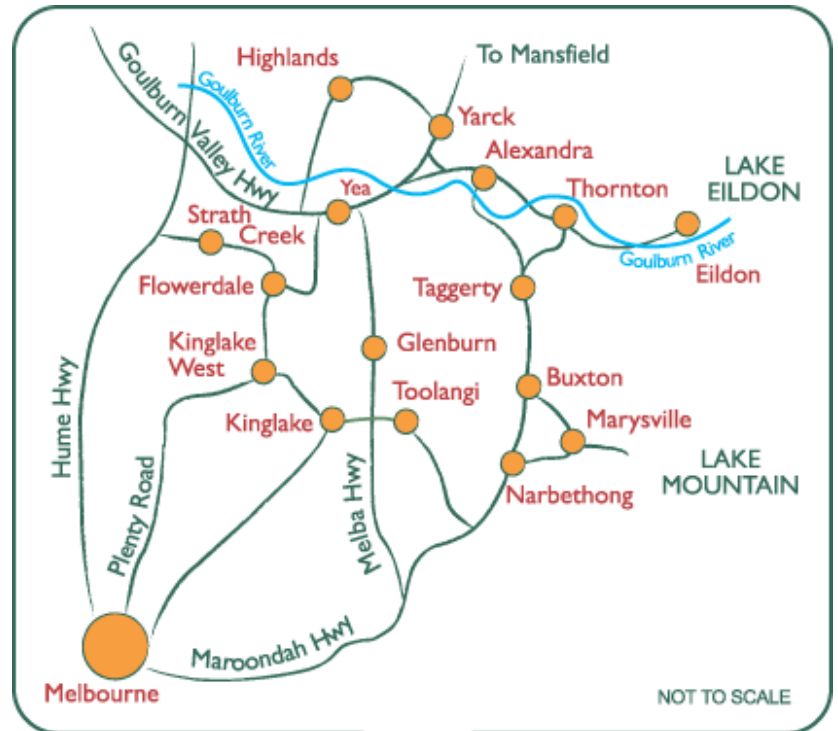 Highlands
To Mansfield
Goulburn Valley Hwy
Goulburn River
Yarck
Alexandra
LAKE
EILDON
Thornton
Yea
Strath
Creek
Goulburn River
Eildon
Flowerdale
Taggerty
Kinglake
West
Glenburn
Buxton
Toolangi
Marysville
Kinglake
Hume Hwy
LAKE
MOUNTAIN
Narbethong
Plenty Road
Melba Hwy
Maroondah Hwy
Melbourne
NOT TO SCALE